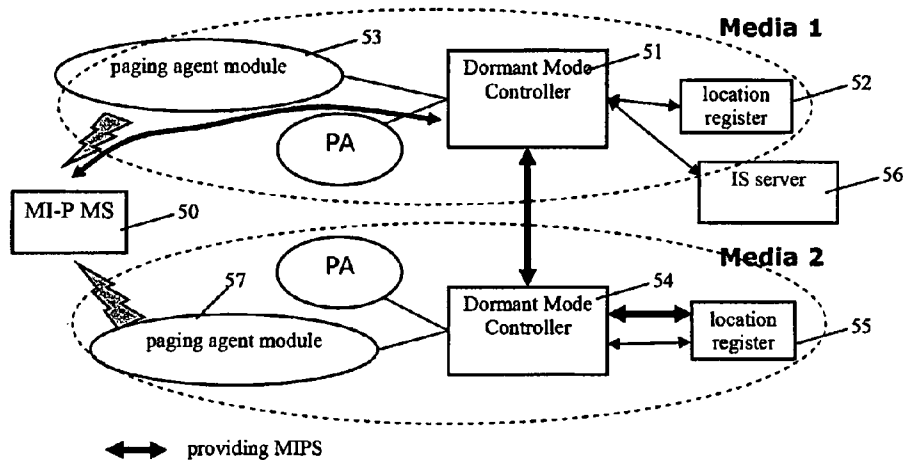 Media 1
53
paging agent module
51
Dormant Mode
Controller
52
location
register
PA
IS server
56
MI-P MS
50
Media 2
PA
57
54
Dormant Mode
Controller
location
register
55
paging agent module
providing MIPS